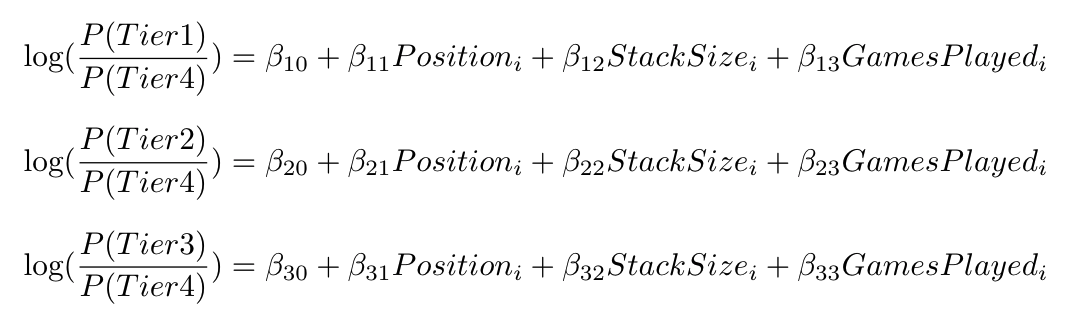 log(P(Tier1)/P(Tier4)) = β₁₀ + β₁₁Positionᵢ + β₁₂StackSizeᵢ + β₁₃GamesPlayedᵢ
log(P(Tier2)/P(Tier4)) = β₂₀ + β₂₁Positionᵢ + β₂₂StackSizeᵢ + β₂₃GamesPlayedᵢ
log(P(Tier3)/P(Tier4)) = β₃₀ + β₃₁Positionᵢ + β₃₂StackSizeᵢ + β₃₃GamesPlayedᵢ